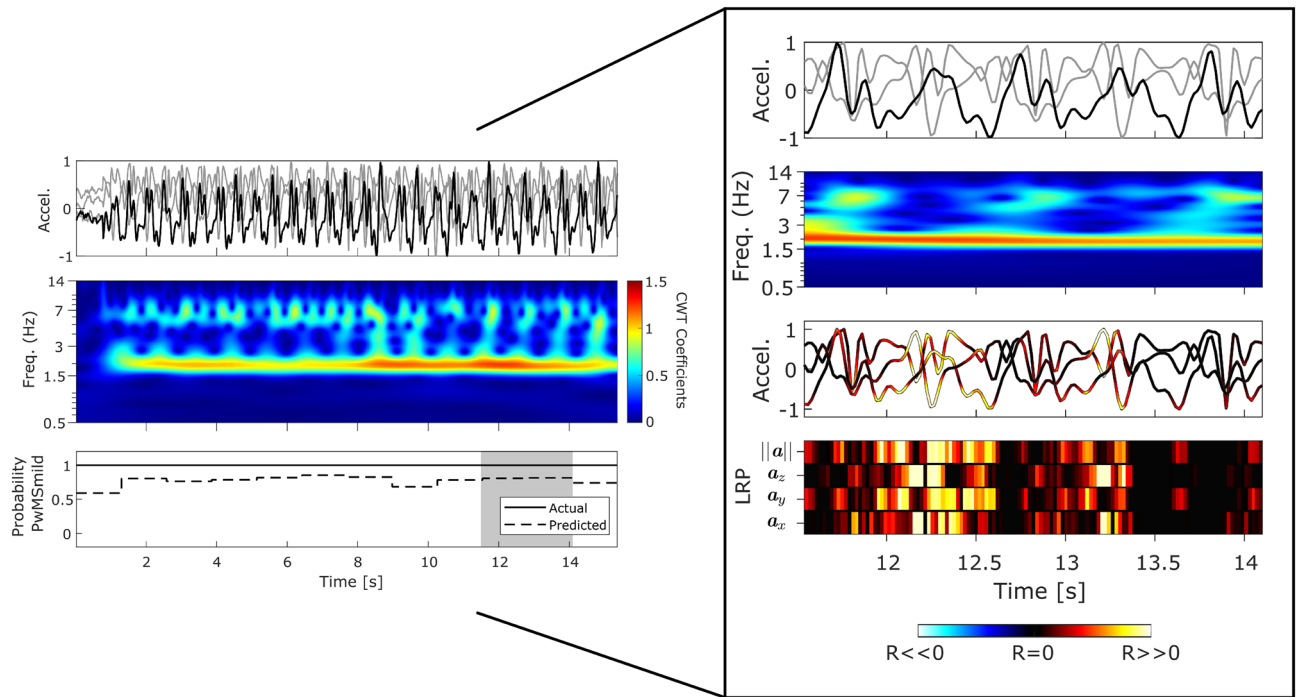 Accel.
1
0
-1
Freq. (Hz)
14
7
3
1.5
0.5
1.5
1
0.5
0
CWT Coefficients
Probability
PwMSmild
1
0.5
0
Actual
Predicted
2
4
6
8
10
12
14
Time [s]
Accel.
1
0
-1
Freq. (Hz)
14
7
3
1.5
0.5
Accel.
1
0
-1
LRP
||a||
a_z
a_y
a_x
12
12.5
13
13.5
14
Time [s]
R<<0
R=0
R>>0